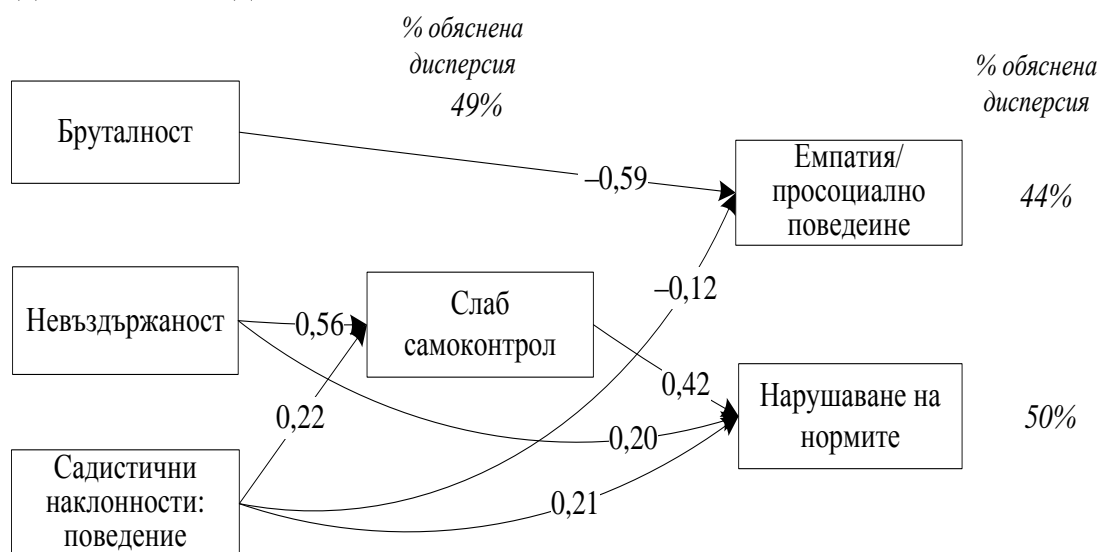 % обяснена
дисперсия
49%
% обяснена
дисперсия
Бруталност
–0,59
Емпатия/
просоциално
поведеине
44%
Невъздържаност
0,56
Слаб
самоконтрол
–0,12
0,42
Нарушаване на
нормите
50%
0,22
0,20
Садистични
наклонности:
поведение
0,21